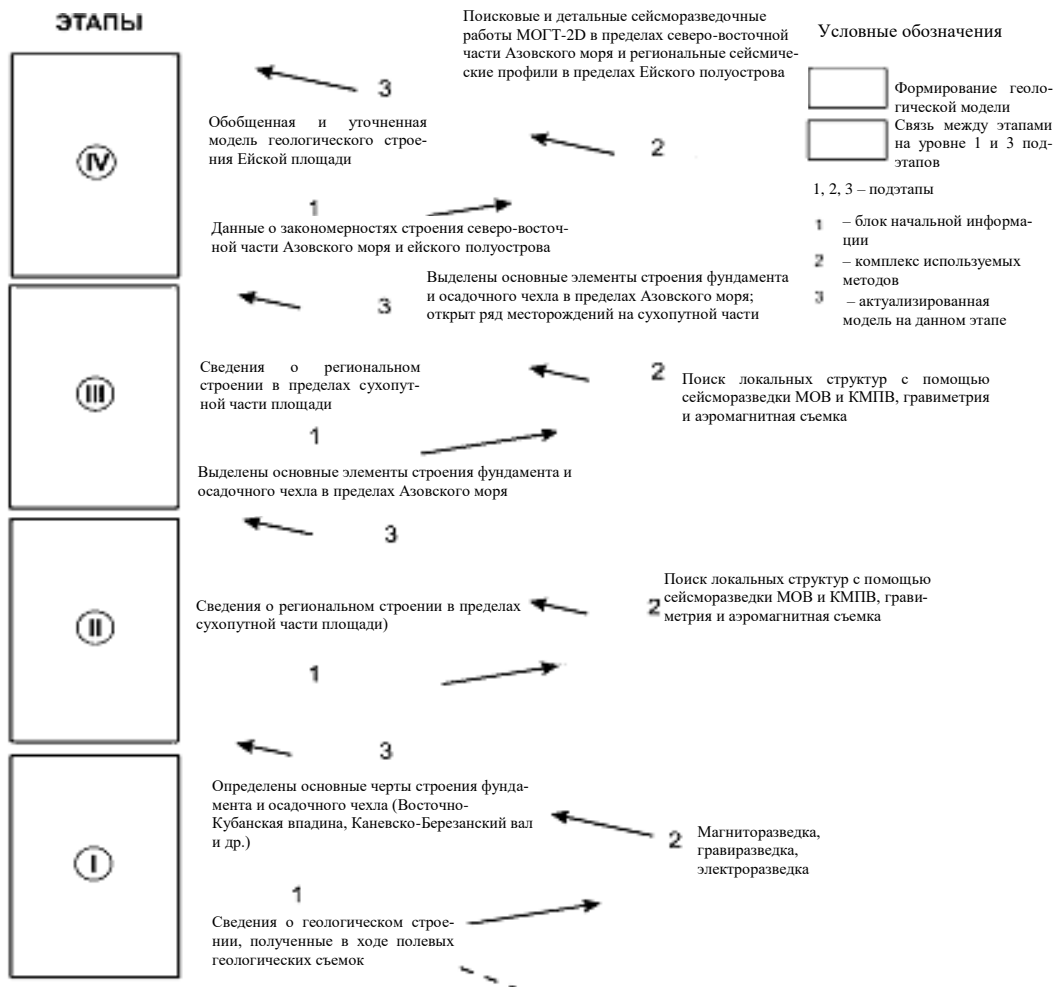 ЭТАПЫ
Поисковые и детальные сейсморазведочные
работы МОГТ-2D в пределах северо-восточной
части Азовского моря и региональные сейсмиче-
ские профили в пределах Ейского полуострова
3
Обобщенная и уточненная
модель геологического строе-
ния Ейской площади
2
IV
1
Данные о закономерностях строения северо-восточ-
ной части Азовского моря и ейского полуострова
Выделены основные элементы строения фундамента
и осадочного чехла в пределах Азовского моря;
открыт ряд месторождений на сухопутной части
3
Сведения о региональном
строении в пределах сухопут-
ной части площади
2
Поиск локальных структур с помощью
сейсморазведки МОВ и КМПВ, гравиметрия
и аэромагнитная съемка
III
1
Выделены основные элементы строения фундамента и
осадочного чехла в пределах Азовского моря
3
Поиск локальных структур с помощью
сейсморазведки МОВ и КМПВ, грави-
метрия и аэромагнитная съемка
2
Сведения о региональном строении в пределах
сухопутной части площади)
II
1
3
Определены основные черты строения фунда-
мента и осадочного чехла (Восточно-
Кубанская впадина, Каневско-Березанский вал
и др.)
2
Магниторазведка,
гравиразведка,
электроразведка
I
1
Сведения о геологическом строе-
нии, полученные в ходе полевых
геологических съемок
Условные обозначения
Формирование геоло-
гической модели
Связь между этапами
на уровне 1 и 3 под-
этапов
1, 2, 3 – подэтапы
1 – блок начальной информа-
ции
2 – комплекс используемых
методов
3 – актуализированная
модель на данном этапе